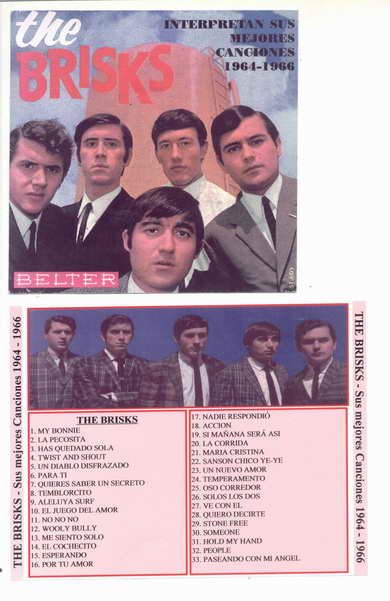 the
BRISKS
INTERPRETAN SUS
MEJORES
CANCIONES
1964-1966
BELTER
THE BRISKS - Sus mejores Canciones 1964 - 1966
THE BRISKS
1. MY BONNIE
2. LA PECOSITA
3. HAS QUEDADO SOLA
4. TWIST AND SHOUT
5. UN DIABLO DISFRAZADO
6. PARA TI
7. QUIERES SABER UN SECRETO
8. TEMBLORCITO
9. ALELUYA SURF
10. EL JUEGO DEL AMOR
11. NO NO NO
12. WOOLY BULLY
13. ME SIENTO SOLO
14. EL COCHECITO
15. ESPERANDO
16. POR TU AMOR
17. NADIE RESPONDIÓ
18. ACCION
19. SI MAÑANA SERÁ ASI
20. LA CORRIDA
21. MARIA CRISTINA
22. SANSON CHICO YE-YE
23. UN NUEVO AMOR
24. TEMPERAMENTO
25. OSO CORREDOR
26. SOLOS LOS DOS
27. VE CON EL
28. QUIERO DECIRTE
29. STONE FREE
30. SOMEONE
31. HOLD MY HAND
32. PEOPLE
33. PASEANDO CON MI ANGEL
THE BRISKS - Sus mejores Canciones 1964 - 1966